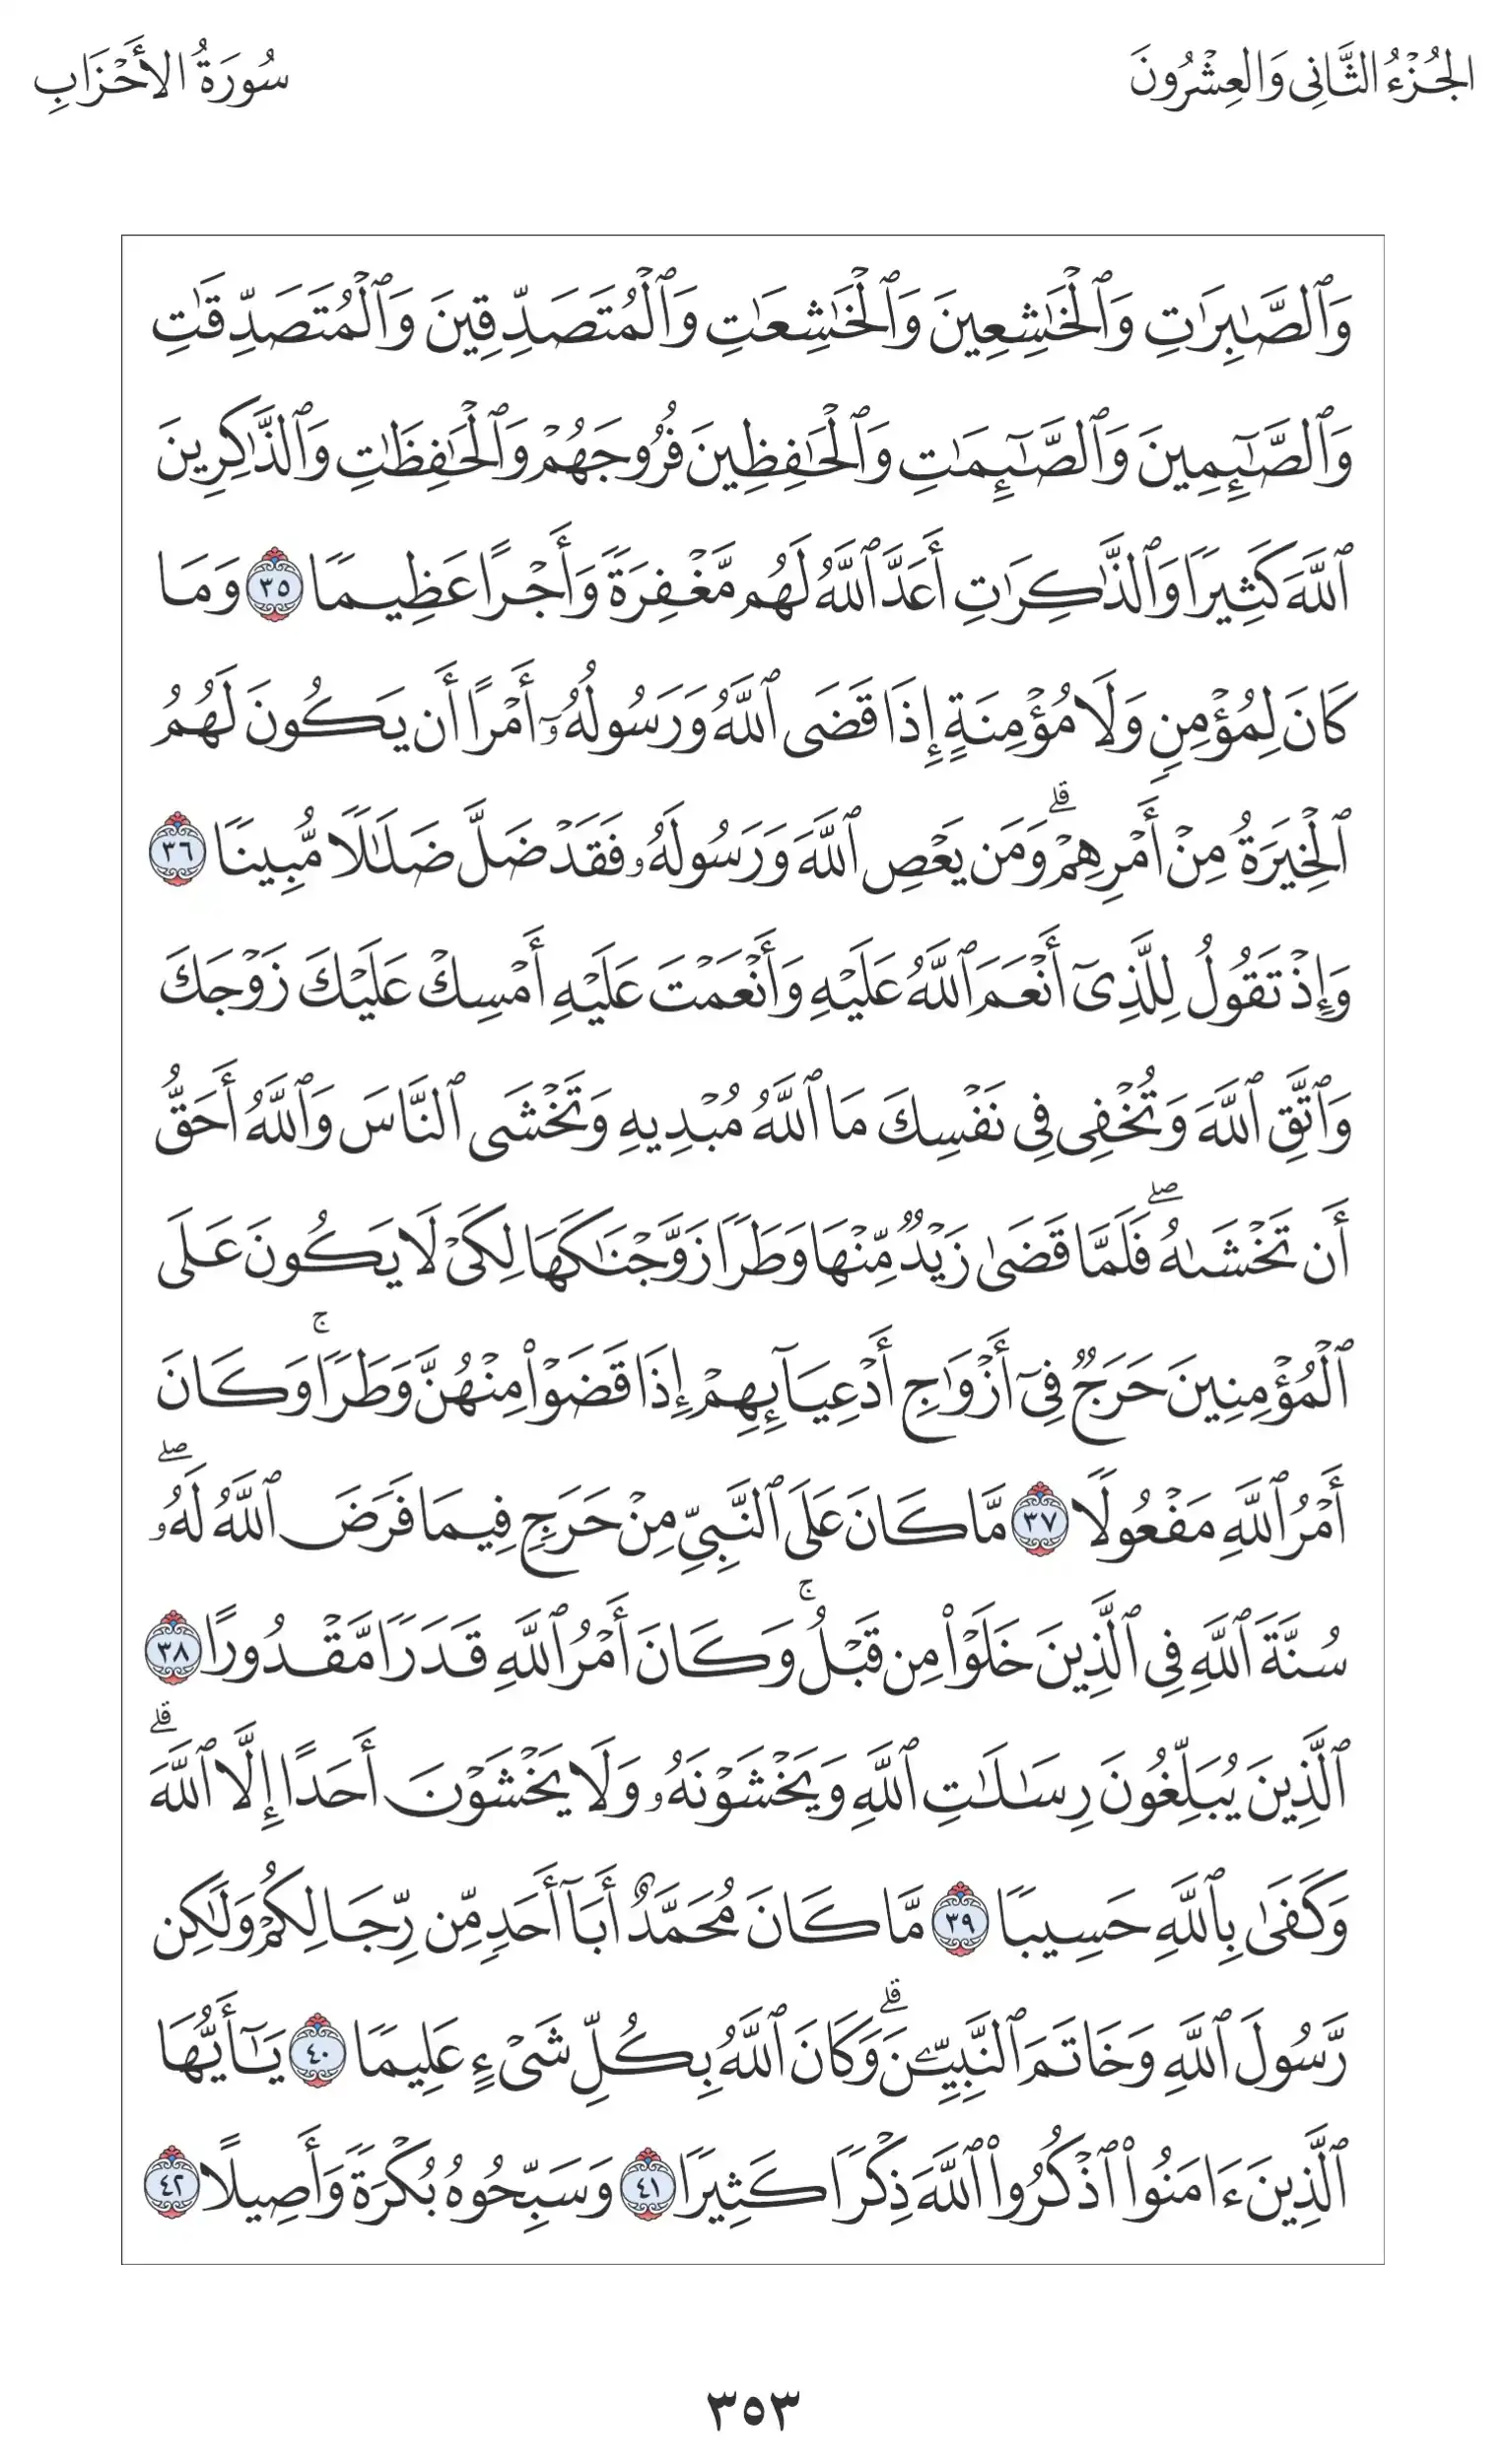 الجُزْءُ الثَّانِي وَالعِشْرُونَ
سُورَةُ الأَحْزَابِ
وَٱلصَّٰبِرَٰتِ وَٱلْخَٰشِعِينَ وَٱلْخَٰشِعَٰتِ وَٱلْمُتَصَدِّقِينَ وَٱلْمُتَصَدِّقَٰتِ
وَٱلصَّٰٓئِمِينَ وَٱلصَّٰٓئِمَٰتِ وَٱلْحَٰفِظِينَ فُرُوجَهُمْ وَٱلْحَٰفِظَٰتِ وَٱلذَّٰكِرِينَ
ٱللَّهَ كَثِيرًا وَٱلذَّٰكِرَٰتِ أَعَدَّ ٱللَّهُ لَهُم مَّغْفِرَةً وَأَجْرًا عَظِيمًا ٣٥ وَمَا
كَانَ لِمُؤْمِنٍ وَلَا مُؤْمِنَةٍ إِذَا قَضَى ٱللَّهُ وَرَسُولُهُۥٓ أَمْرًا أَن يَكُونَ لَهُمُ
ٱلْخِيَرَةُ مِنْ أَمْرِهِمْۗ وَمَن يَعْصِ ٱللَّهَ وَرَسُولَهُۥ فَقَدْ ضَلَّ ضَلَٰلًا مُّبِينًا ٣٦
وَإِذْ تَقُولُ لِلَّذِىٓ أَنْعَمَ ٱللَّهُ عَلَيْهِ وَأَنْعَمْتَ عَلَيْهِ أَمْسِكْ عَلَيْكَ زَوْجَكَ
وَٱتَّقِ ٱللَّهَ وَتُخْفِى فِى نَفْسِكَ مَا ٱللَّهُ مُبْدِيهِ وَتَخْشَى ٱلنَّاسَ وَٱللَّهُ أَحَقُّ
أَن تَخْشَىٰهُۖ فَلَمَّا قَضَىٰ زَيْدٌ مِّنْهَا وَطَرًا زَوَّجْنَٰكَهَا لِكَىْ لَا يَكُونَ عَلَى
ٱلْمُؤْمِنِينَ حَرَجٌ فِىٓ أَزْوَٰجِ أَدْعِيَآئِهِمْ إِذَا قَضَوْا۟ مِنْهُنَّ وَطَرًاۚ وَكَانَ
أَمْرُ ٱللَّهِ مَفْعُولًا ٣٧ مَّا كَانَ عَلَى ٱلنَّبِىِّ مِنْ حَرَجٍ فِيمَا فَرَضَ ٱللَّهُ لَهُۥۖ
سُنَّةَ ٱللَّهِ فِى ٱلَّذِينَ خَلَوْا۟ مِن قَبْلُۚ وَكَانَ أَمْرُ ٱللَّهِ قَدَرًا مَّقْدُورًا ٣٨
ٱلَّذِينَ يُبَلِّغُونَ رِسَٰلَٰتِ ٱللَّهِ وَيَخْشَوْنَهُۥ وَلَا يَخْشَوْنَ أَحَدًا إِلَّا ٱللَّهَۗ
وَكَفَىٰ بِٱللَّهِ حَسِيبًا ٣٩ مَّا كَانَ مُحَمَّدٌ أَبَآ أَحَدٍ مِّن رِّجَالِكُمْ وَلَٰكِن
رَّسُولَ ٱللَّهِ وَخَاتَمَ ٱلنَّبِيِّۦنَۗ وَكَانَ ٱللَّهُ بِكُلِّ شَىْءٍ عَلِيمًا ٤٠ يَٰٓأَيُّهَا
ٱلَّذِينَ ءَامَنُوا۟ ٱذْكُرُوا۟ ٱللَّهَ ذِكْرًا كَثِيرًا ٤١ وَسَبِّحُوهُ بُكْرَةً وَأَصِيلًا ٤٢
٣٥٣